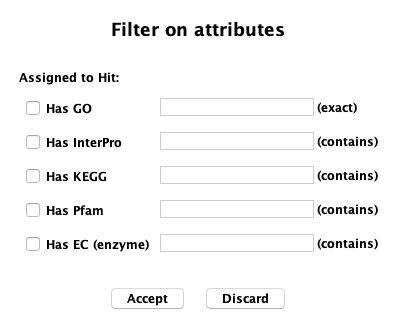 Filter on attributes
Assigned to Hit:
Has GO (exact)
Has InterPro (contains)
Has KEGG (contains)
Has Pfam (contains)
Has EC (enzyme) (contains)
Accept Discard